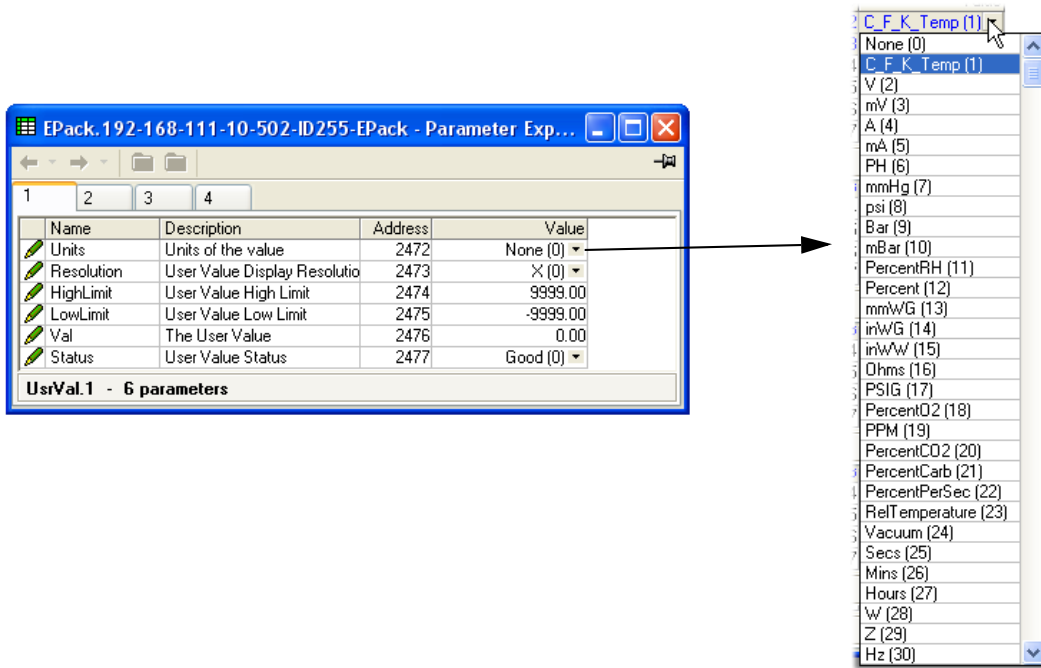 EPack.192-168-111-10-502-ID255-EPack - Parameter Exp...
1 2 3 4
Name Description Address Value
Units Units of the value 2472 None (0)
Resolution User Value Display Resolutio 2473 X (0)
HighLimit User Value High Limit 2474 9999.00
LowLimit User Value Low Limit 2475 -9999.00
Val The User Value 2476 0.00
Status User Value Status 2477 Good (0)
UsrVal.1 - 6 parameters
C_F_K_Temp (1)
None (0)
C_F_K_Temp (1)
V (2)
mV (3)
A (4)
mA (5)
PH (6)
mmHg (7)
psi (8)
Bar (9)
mBar (10)
PercentRH (11)
Percent (12)
mmWG (13)
inWG (14)
inWW (15)
Ohms (16)
PSIG (17)
PercentO2 (18)
PPM (19)
PercentCO2 (20)
PercentCarb (21)
PercentPerSec (22)
RelTemperature (23)
Vacuum (24)
Secs (25)
Mins (26)
Hours (27)
W (28)
Z (29)
Hz (30)